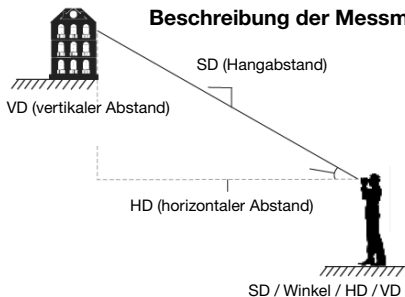 Beschreibung der Messm
SD (Hangabstand)
VD (vertikaler Abstand)
HD (horizontaler Abstand)
SD / Winkel / HD / VD